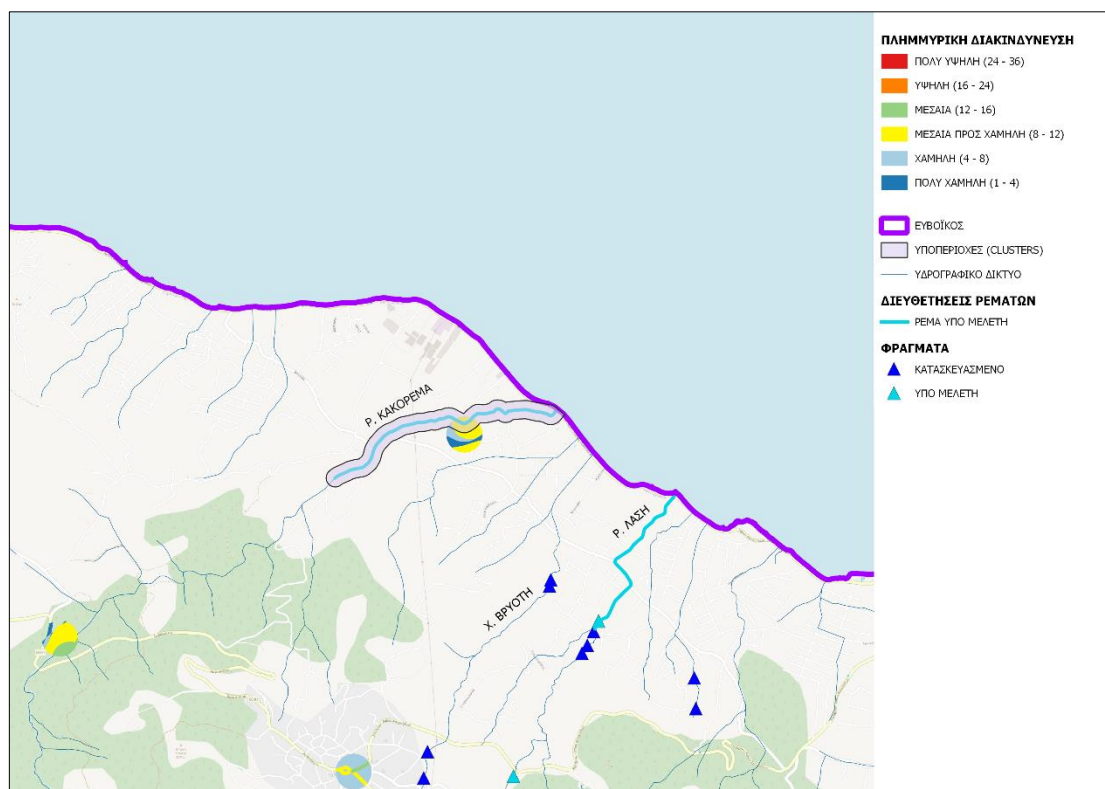 ΠΛΗΜΜΥΡΙΚΗ ΔΙΑΚΙΝΔΥΝΕΥΣΗ
ΠΟΛΥ ΥΨΗΛΗ (24 - 36)
ΥΨΗΛΗ (16 - 24)
ΜΕΣΑΙΑ (12 - 16)
ΜΕΣΑΙΑ ΠΡΟΣ ΧΑΜΗΛΗ (8 - 12)
ΧΑΜΗΛΗ (4 - 8)
ΠΟΛΥ ΧΑΜΗΛΗ (1 - 4)
ΕΥΒΟΪΚΟΣ
ΥΠΟΠΕΡΙΟΧΕΣ (CLUSTERS)
ΥΔΡΟΓΡΑΦΙΚΟ ΔΙΚΤΥΟ
ΔΙΕΥΘΕΤΗΣΕΙΣ ΡΕΜΑΤΩΝ
ΡΕΜΑ ΥΠΟ ΜΕΛΕΤΗ
ΦΡΑΓΜΑΤΑ
ΚΑΤΑΣΚΕΥΑΣΜΕΝΟ
ΥΠΟ ΜΕΛΕΤΗ
Ρ. ΚΑΚΟΡΕΜΑ
Ρ. ΛΑΣΗ
Χ. ΒΡΥΟΤΗ